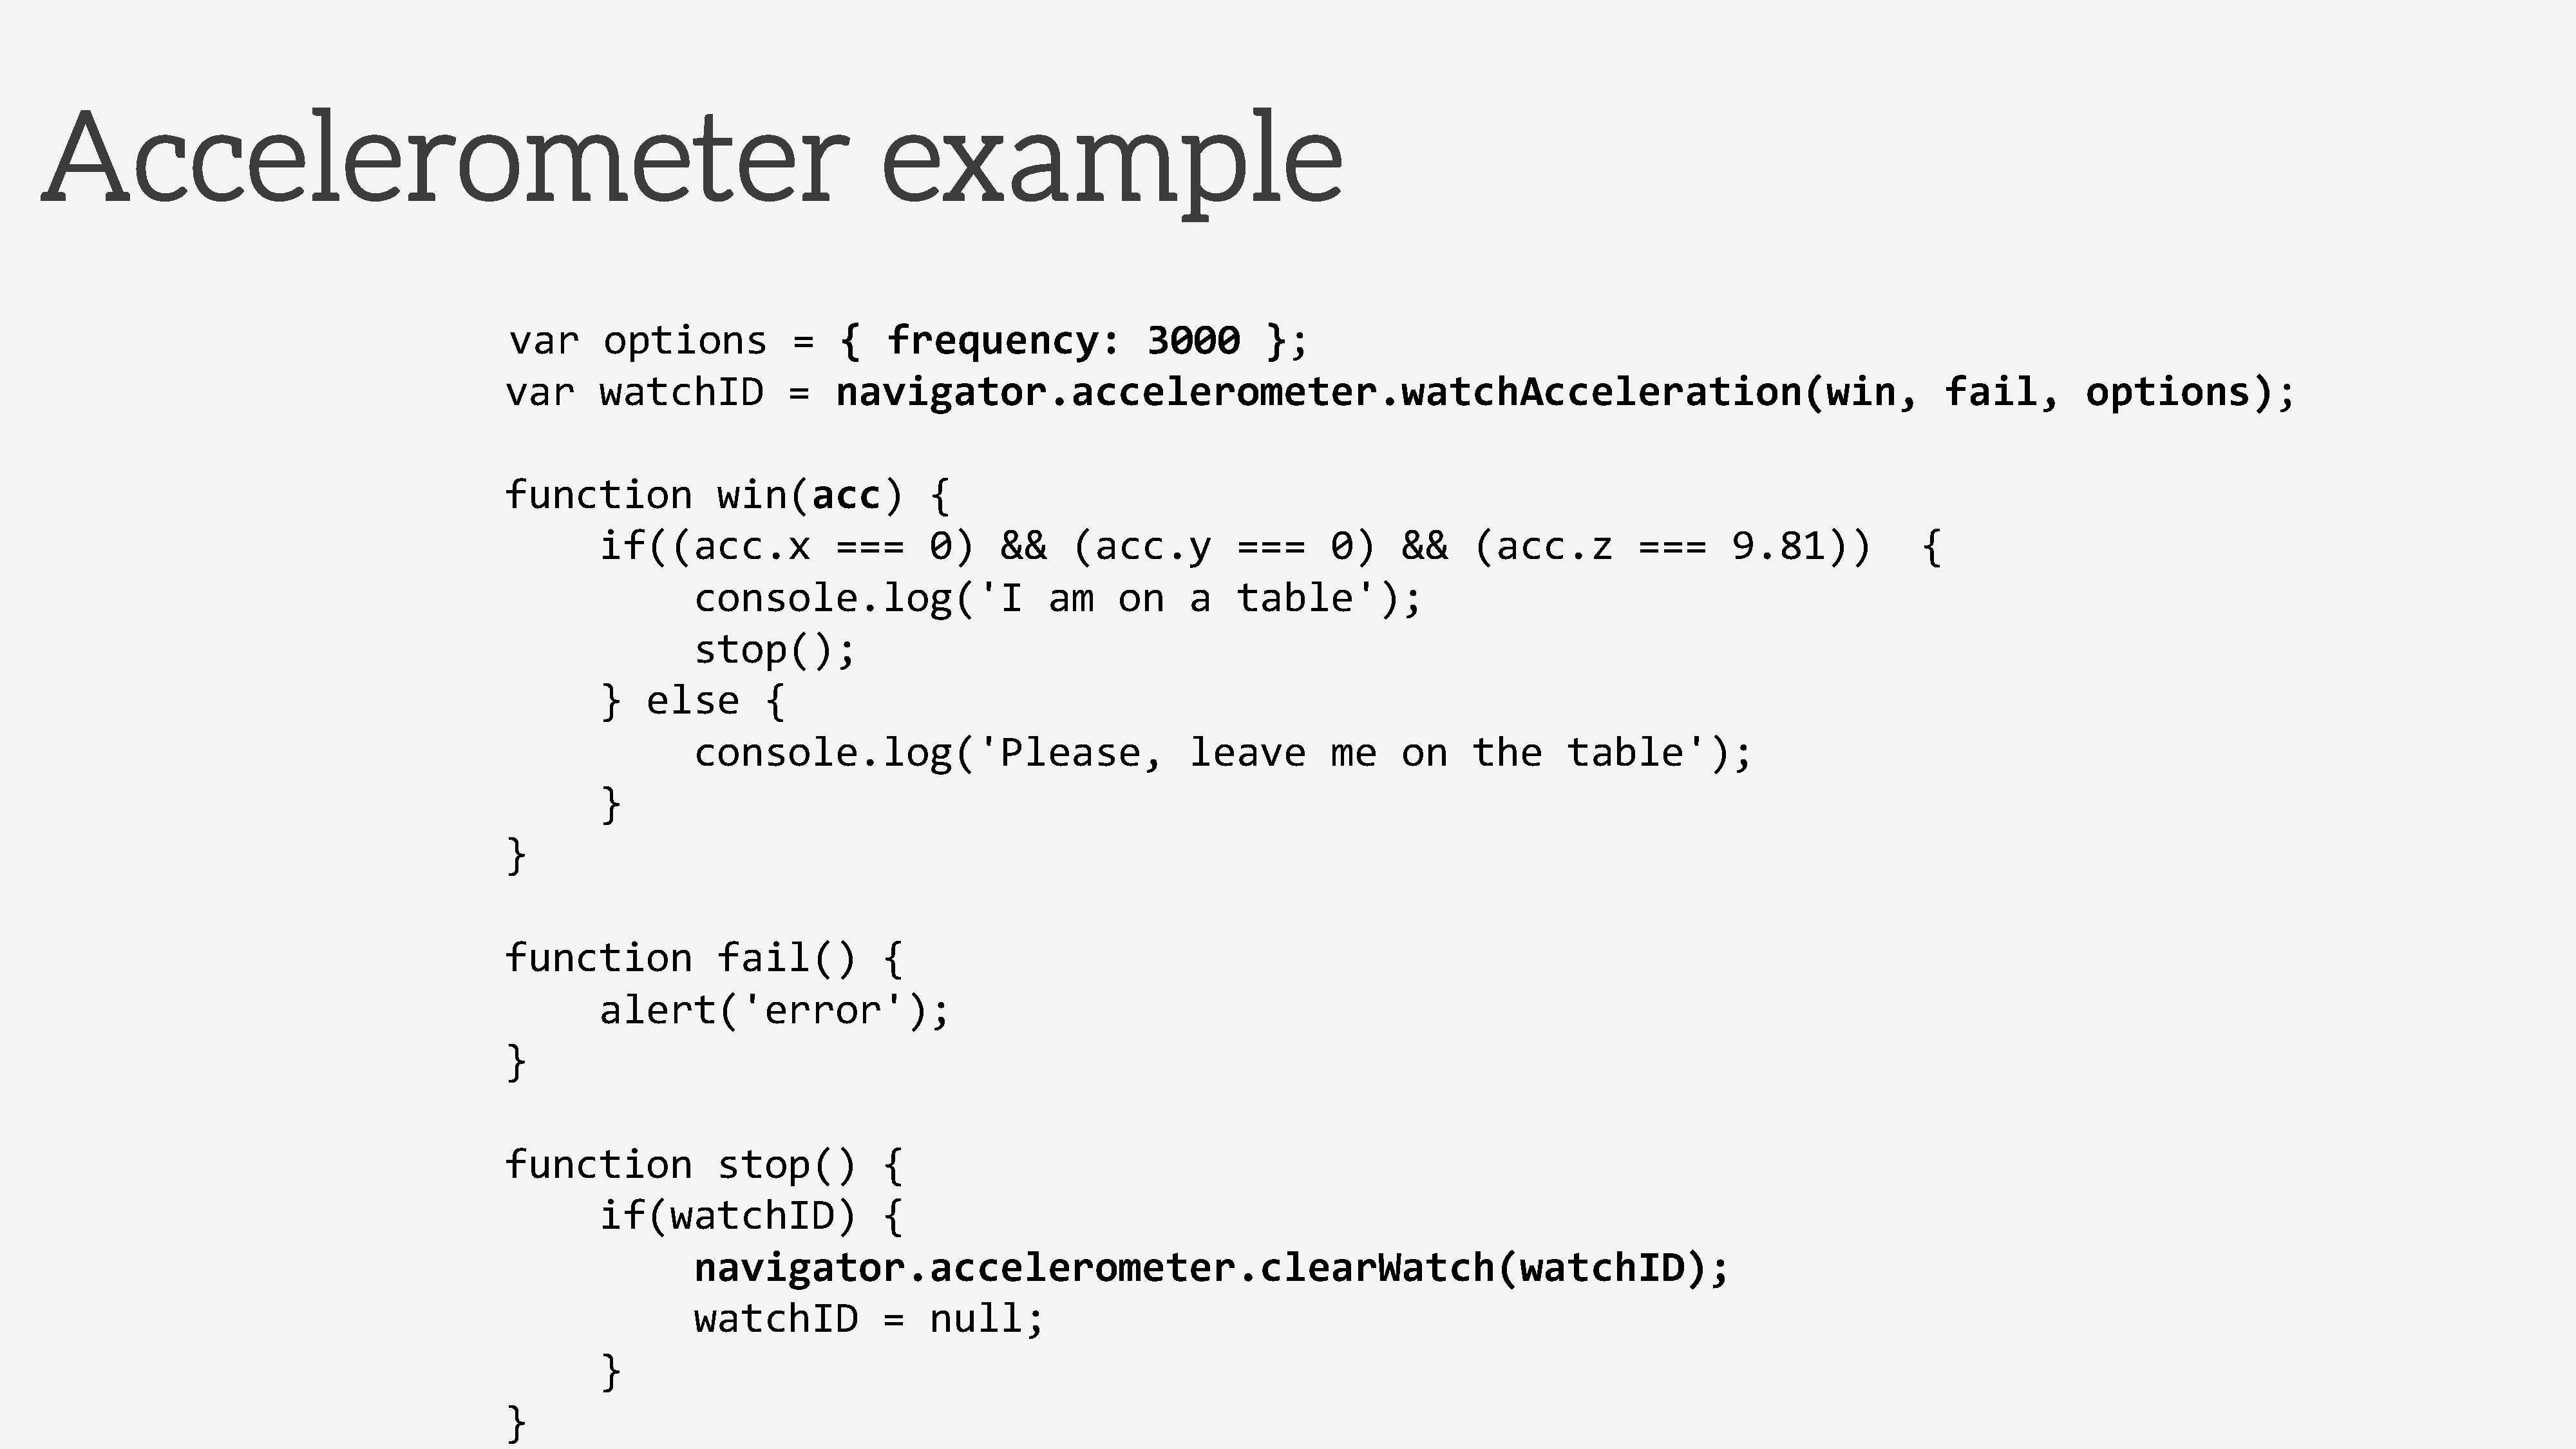 Accelerometer example
var options = { frequency: 3000 };
var watchID = navigator.accelerometer.watchAcceleration(win, fail, options);
function win(acc) {
    if((acc.x === 0) && (acc.y === 0) && (acc.z === 9.81))  {
        console.log('I am on a table');
        stop();
    } else {
        console.log('Please, leave me on the table');
    }
}
function fail() {
    alert('error');
}
function stop() {
    if(watchID) {
        navigator.accelerometer.clearWatch(watchID);
        watchID = null;
    }
}